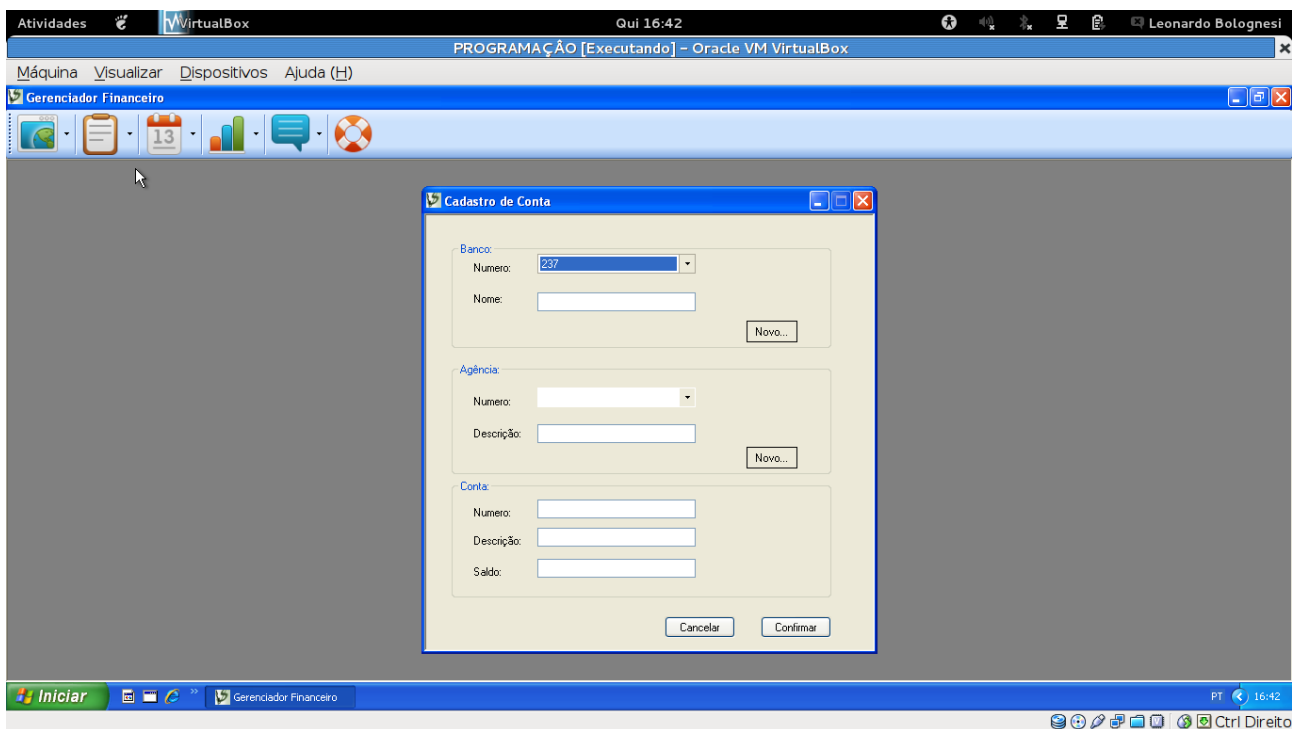 Atividades VirtualBox Qui 16:42 Leonardo Bolognesi
PROGRAMAÇÂO [Executando] - Oracle VM VirtualBox
Máquina Visualizar Dispositivos Ajuda (H)
Gerenciador Financeiro
13
Cadastro de Conta
Banco:
Numero: 237
Nome:
Novo...
Agência:
Numero:
Descrição:
Novo...
Conta:
Numero:
Descrição:
Saldo:
Cancelar Confirmar
Iniciar Gerenciador Financeiro PT 16:42
Ctrl Direito